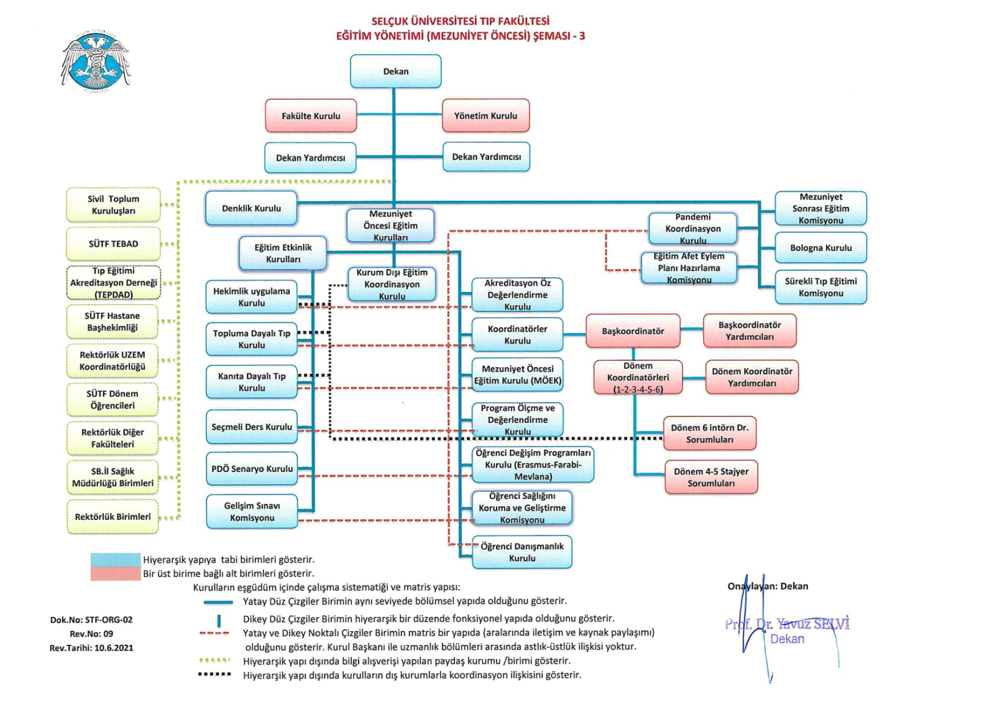 SELÇUK ÜNİVERSİTESİ TIP FAKÜLTESİ
EĞİTİM YÖNETİMİ (MEZUNİYET ÖNCESİ) ŞEMASI - 3
Dekan
Fakülte Kurulu
Yönetim Kurulu
Dekan Yardımcısı
Dekan Yardımcısı
Sivil Toplum
Kuruluşları
SÜTF TEBAD
Tıp Eğitimi
Akreditasyon Derneği
(TEPDAD)
SÜTF Hastane
Başhekimliği
Rektörlük UZEM
Koordinatörlüğü
SÜTF Dönem
Öğrencileri
Rektörlük Diğer
Fakülteleri
SB.İl Sağlık
Müdürlüğü Birimleri
Rektörlük Birimleri
Denklik Kurulu
Mezuniyet
Öncesi Eğitim
Kurulları
Eğitim Etkinlik
Kurulları
Kurum Dışı Eğitim
Koordinasyon
Kurulu
Hekimlik uygulama
Kurulu
Topluma Dayalı Tıp
Kurulu
Kanıta Dayalı Tıp
Kurulu
Seçmeli Ders Kurulu
PDÖ Senaryo Kurulu
Gelişim Sınavı
Komisyonu
Akreditasyon Öz
Değerlendirme
Kurulu
Koordinatörler
Kurulu
Mezuniyet Öncesi
Eğitim Kurulu (MÖEK)
Program Ölçme ve
Değerlendirme
Kurulu
Öğrenci Değişim Programları
Kurulu (Erasmus-Farabi-
Mevlana)
Öğrenci Sağlığını
Koruma ve Geliştirme
Komisyonu
Öğrenci Danışmanlık
Kurulu
Pandemi
Koordinasyon
Kurulu
Eğitim Afet Eylem
Planı Hazırlama
Komisyonu
Mezuniyet
Sonrası Eğitim
Komisyonu
Bologna Kurulu
Sürekli Tıp Eğitimi
Komisyonu
Başkoordinatör
Başkoordinatör
Yardımcıları
Dönem
Koordinatörleri
(1-2-3-4-5-6)
Dönem Koordinatör
Yardımcıları
Dönem 6 intörn Dr.
Sorumluları
Dönem 4-5 Stajyer
Sorumluları
Hiyerarşik yapıya tabi birimleri gösterir.
Bir üst birime bağlı alt birimleri gösterir.
Kurulların eşgüdüm içinde çalışma sistematiği ve matris yapısı:
Yatay Düz Çizgiler Birimin aynı seviyede bölümsel yapıda olduğunu gösterir.
Dikey Düz Çizgiler Birimin hiyerarşik bir düzende fonksiyonel yapıda olduğunu gösterir.
Yatay ve Dikey Noktalı Çizgiler Birimin matris bir yapıda (aralarında iletişim ve kaynak paylaşımı)
olduğunu gösterir. Kurul Başkanı ile uzmanlık bölümleri arasında astlık-üstlük ilişkisi yoktur.
Hiyerarşik yapı dışında bilgi alışverişi yapılan paydaş kurumu /birimi gösterir.
Hiyerarşik yapı dışında kurulların dış kurumlarla koordinasyon ilişkisini gösterir.
Dok.No: STF-ORG-02
Rev.No: 09
Rev.Tarihi: 10.6.2021
Onaylayan: Dekan
Prof. Dr. Yavuz SELVİ
Dekan